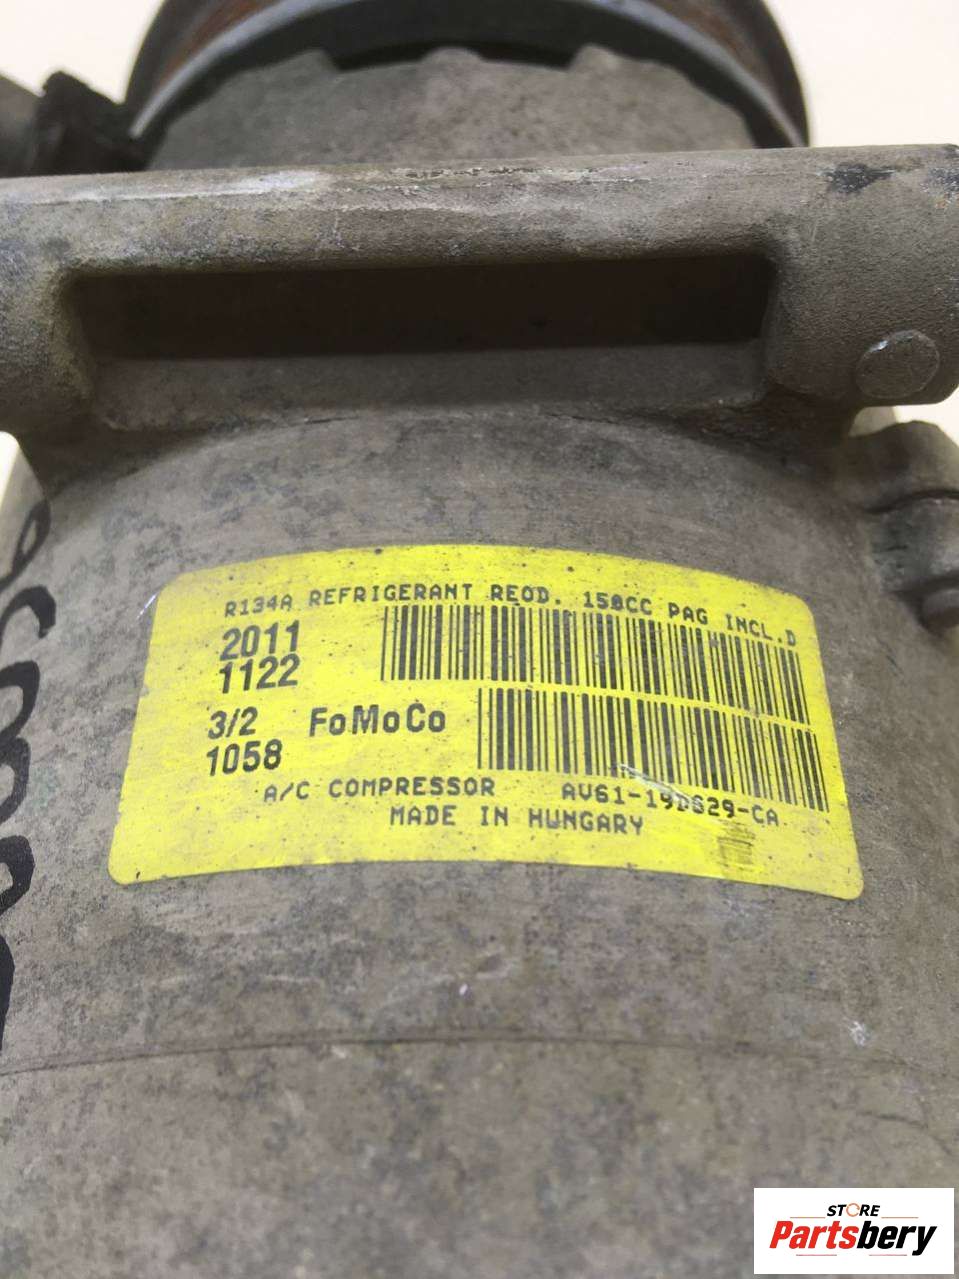 R134A REFRIGERANT REQD. 150CC PAG INCL.D
2011
1122
3/2 FoMoCo
1058
A/C COMPRESSOR AV61-19D629-CA
MADE IN HUNGARY
STORE
Partsbery